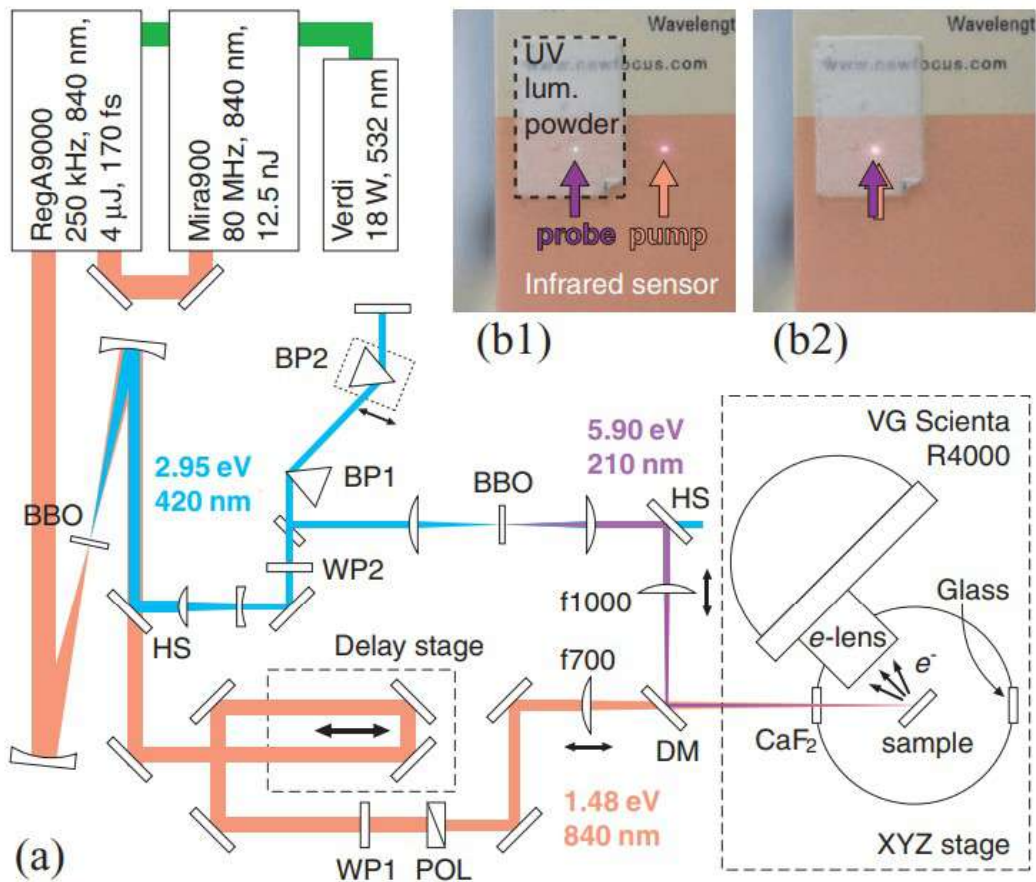 RegA9000
250 kHz, 840 nm,
4 μJ, 170 fs
Mira900
80 MHz, 840 nm,
12.5 nJ
Verdi
18 W, 532 nm
Wavelengt
www.newfocus.com
UV
lum.
powder
probe
pump
Infrared sensor
(b1)
Wavelengt
www.newfocus.com
(b2)
BP2
BP1
2.95 eV
420 nm
BBO
WP2
HS
5.90 eV
210 nm
BBO
HS
f1000
f700
DM
Delay stage
WP1
POL
1.48 eV
840 nm
VG Scienta
R4000
Glass
e-lens
e-
CaF2
sample
XYZ stage
(a)